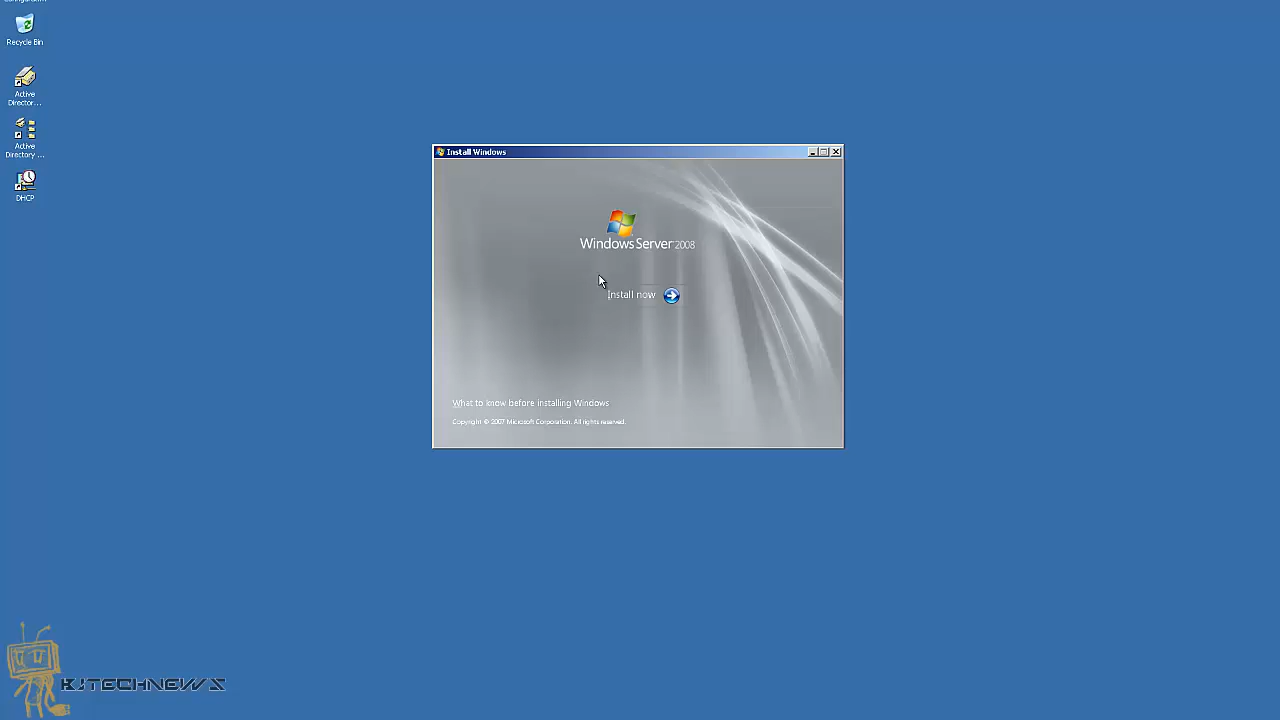 Recycle Bin
Active
Director...
Active
Directory ...
DHCP
Install Windows
Windows Server 2008
Install now
What to know before installing Windows
Copyright © 2007 Microsoft Corporation. All rights reserved.
KJTECHNEWS